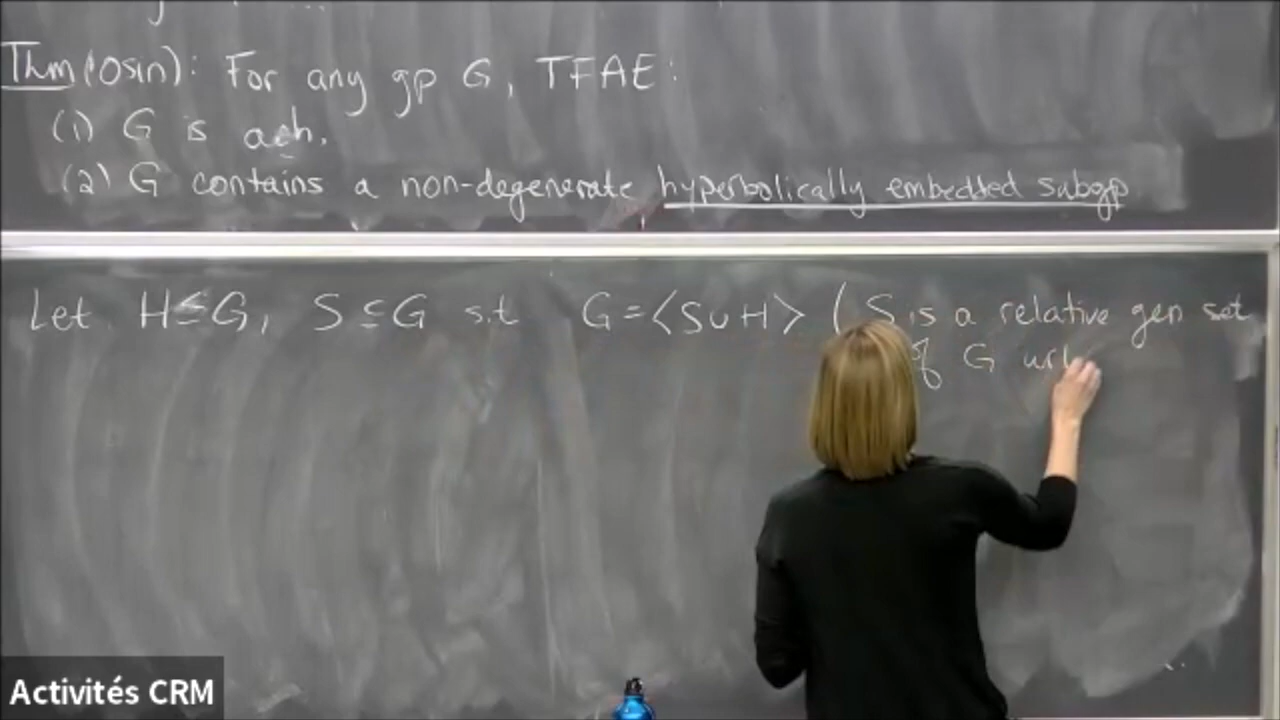 Thm (Osin): For any gp G, TFAE:
(1) G is ach.
(2) G contains a non-degenerate hyperbolically embedded subgp
Let H≤G, S⊆G s.t G=<S∪H> (S is a relative gen set
of G wrt
Activités CRM